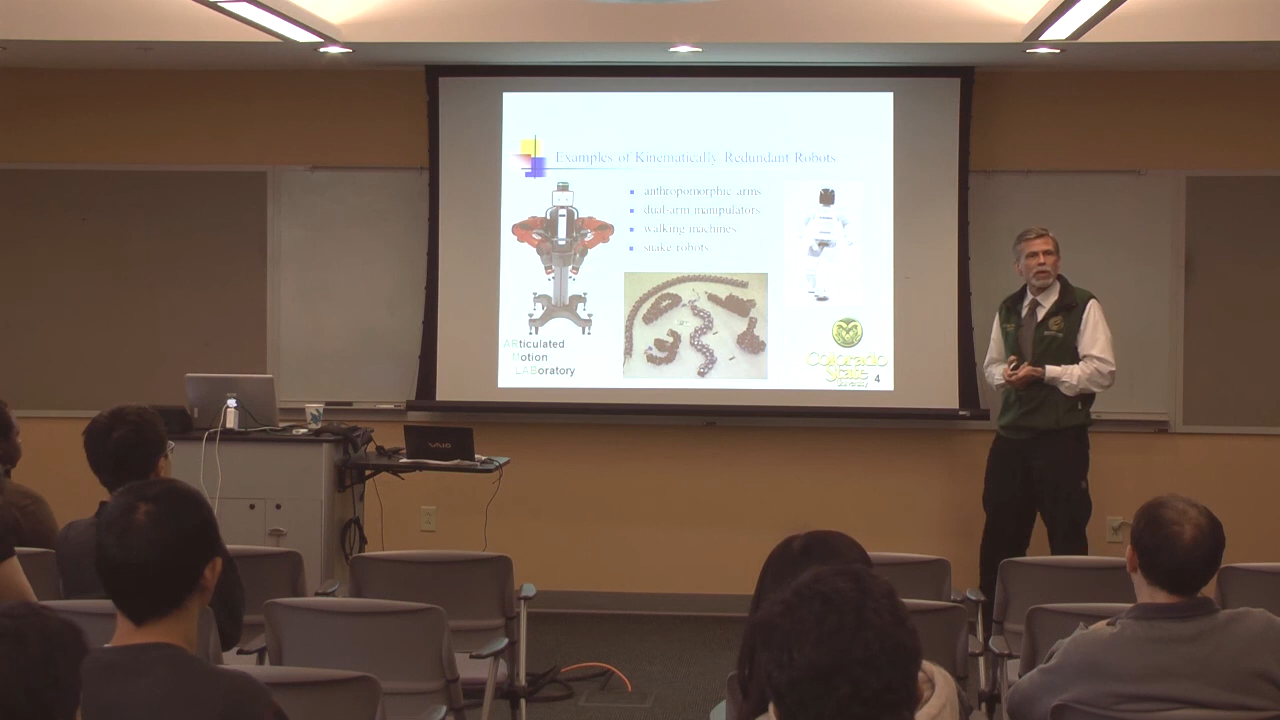 Examples of Kinematically Redundant Robots
anthropomorphic arms
dual-arm manipulators
walking machines
snake robots
ARticulated
Motion
LABoratory
Colorado
State
University
4
VAIO